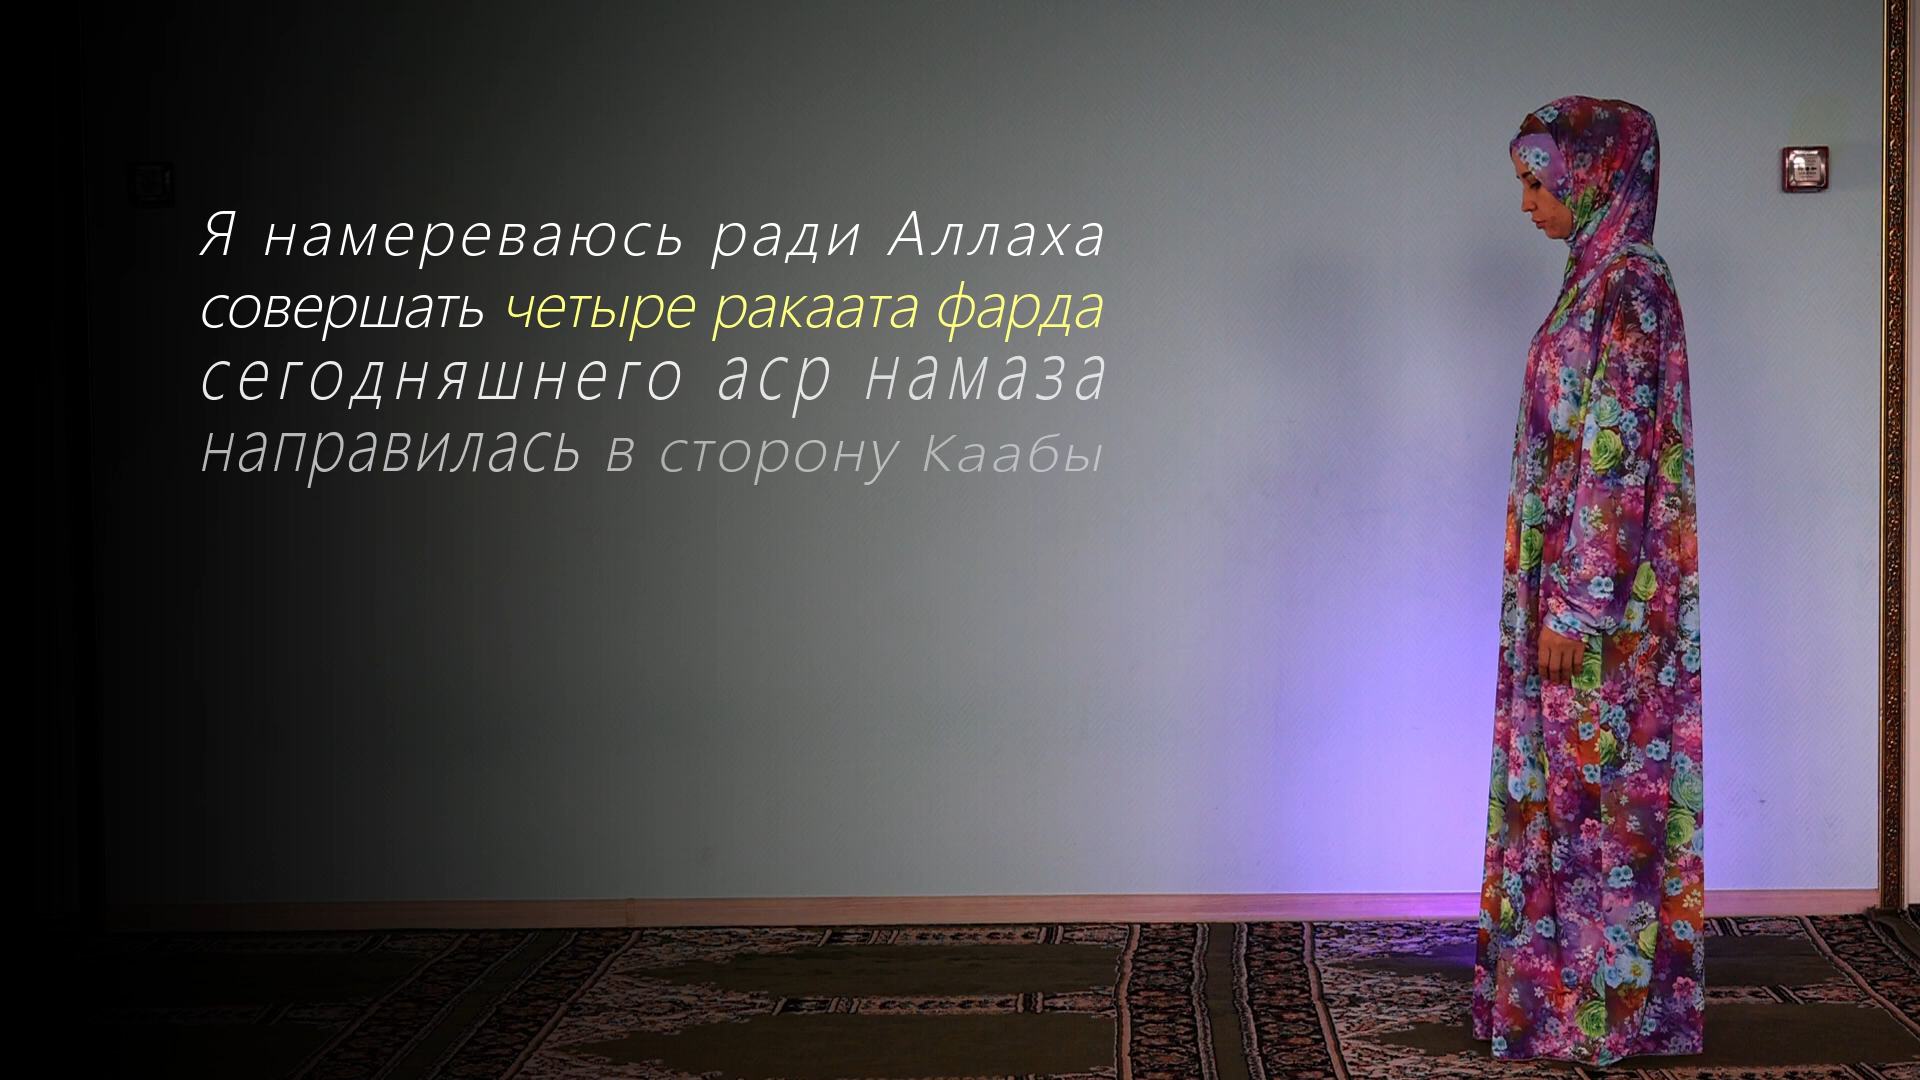 Я намереваюсь ради Аллаха
совершать четыре ракаата фарда
сегодняшнего аср намаза
направилась в сторону Каабы